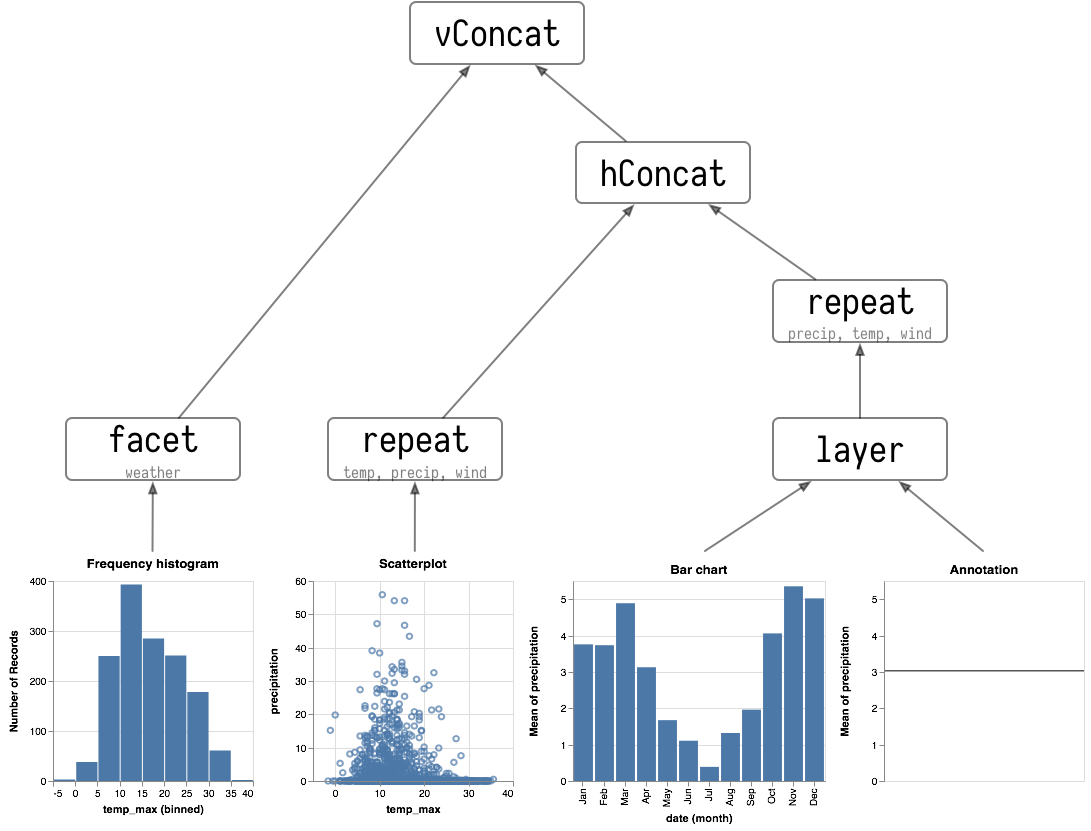 vConcat
hConcat
repeat
precip, temp, wind
facet
weather
repeat
temp, precip, wind
layer
Frequency histogram
Number of Records
400
300
200
100
0
-5 0 5 10 15 20 25 30 35 40
temp_max (binned)
Scatterplot
precipitation
60
50
40
30
20
10
0
0 10 20 30 40
temp_max
Bar chart
Mean of precipitation
5
4
3
2
1
0
Jan Feb Mar Apr May Jun Jul Aug Sep Oct Nov Dec
date (month)
Annotation
Mean of precipitation
5
4
3
2
1
0